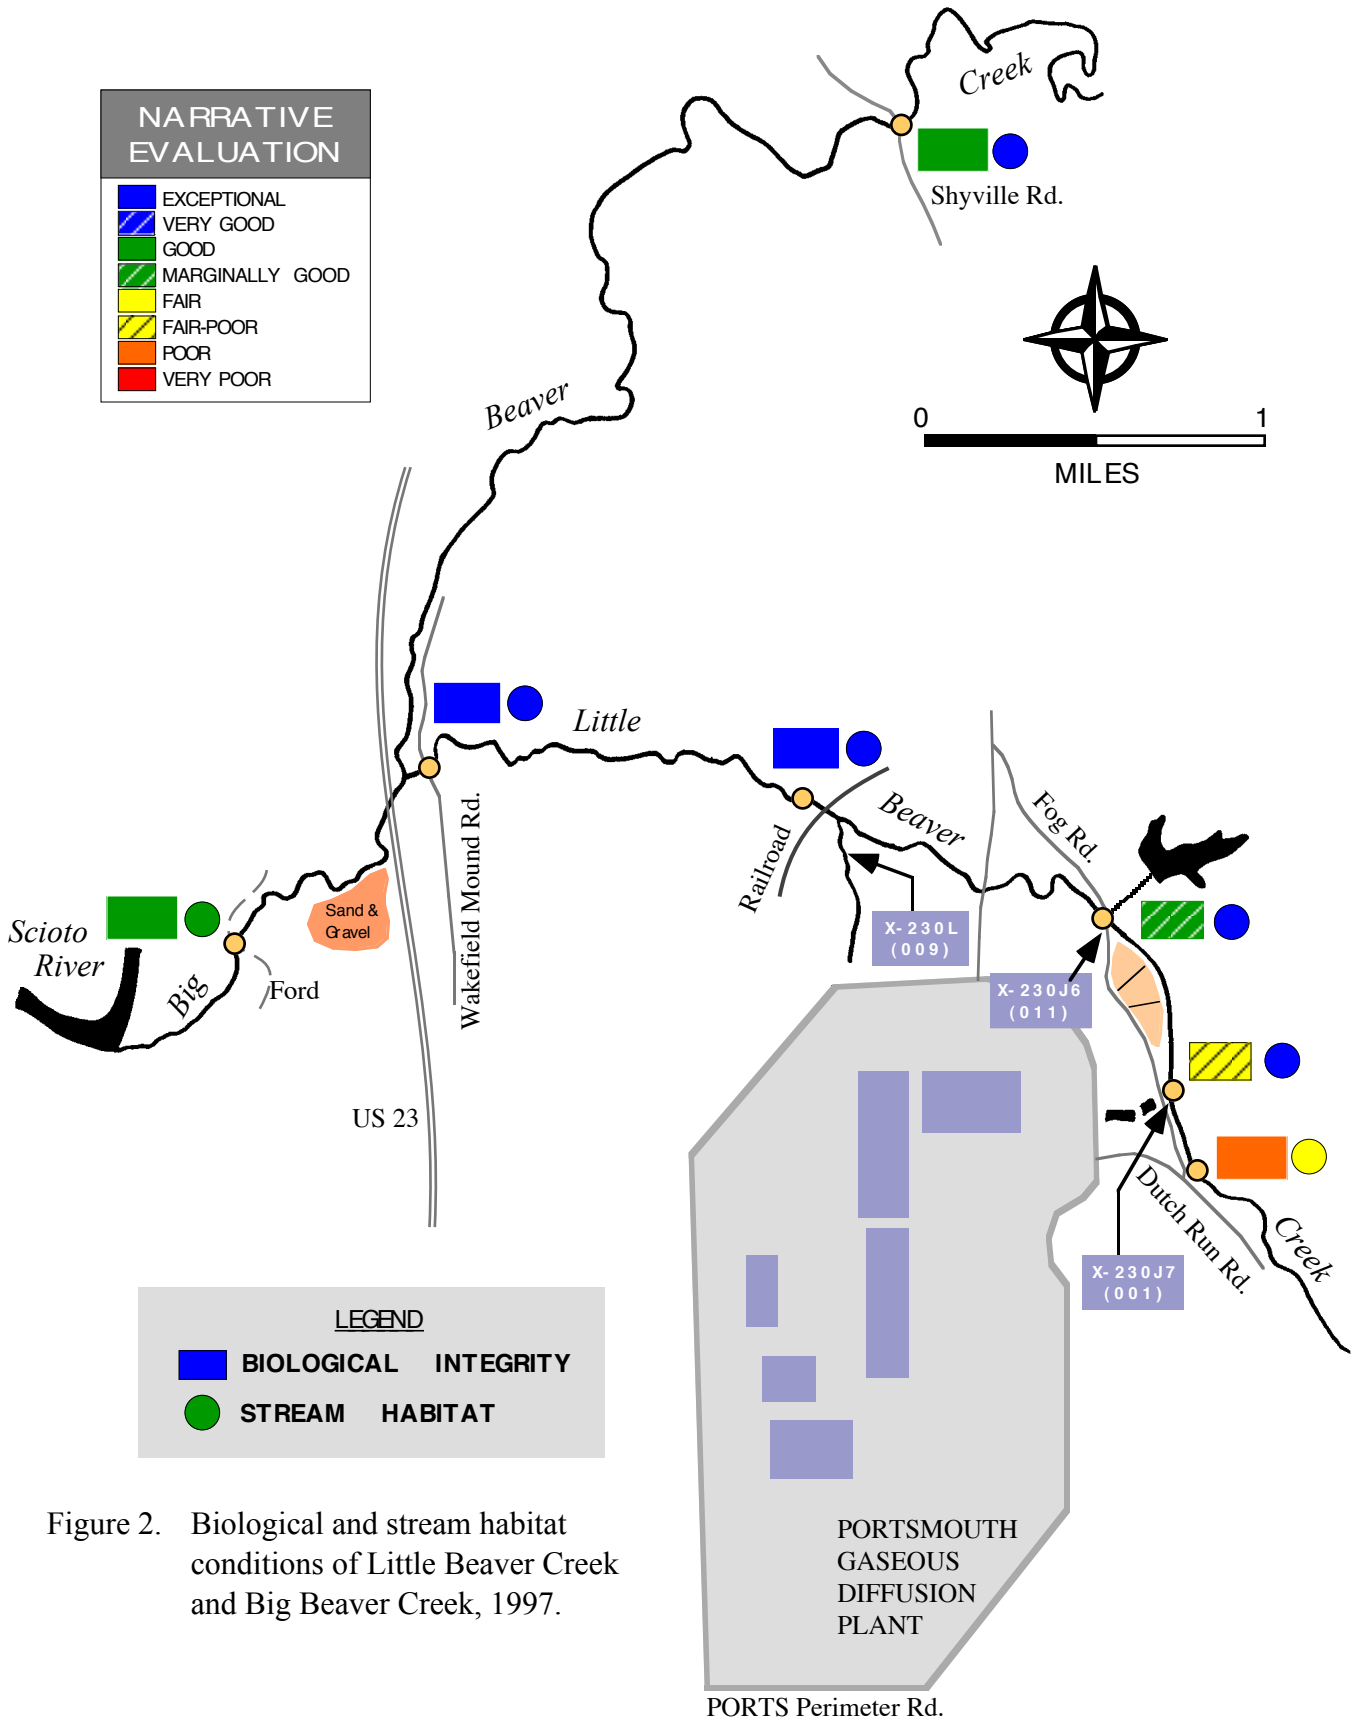 Creek
NARRATIVE
EVALUATION
EXCEPTIONAL
VERY GOOD
GOOD
MARGINALLY GOOD
FAIR
FAIR-POOR
POOR
VERY POOR
Shyville Rd.
Beaver
0 1
MILES
Little
Beaver
Fog Rd.
Railroad
Wakefield Mound Rd.
Sand &
Gravel
Scioto
River
Big
Ford
X-230L
(009)
X-230J6
(011)
US 23
Dutch Run Rd.
Creek
X-230J7
(001)
LEGEND
BIOLOGICAL INTEGRITY
STREAM HABITAT
Figure 2. Biological and stream habitat
conditions of Little Beaver Creek
and Big Beaver Creek, 1997.
PORTSMOUTH
GASEOUS
DIFFUSION
PLANT
PORTS Perimeter Rd.